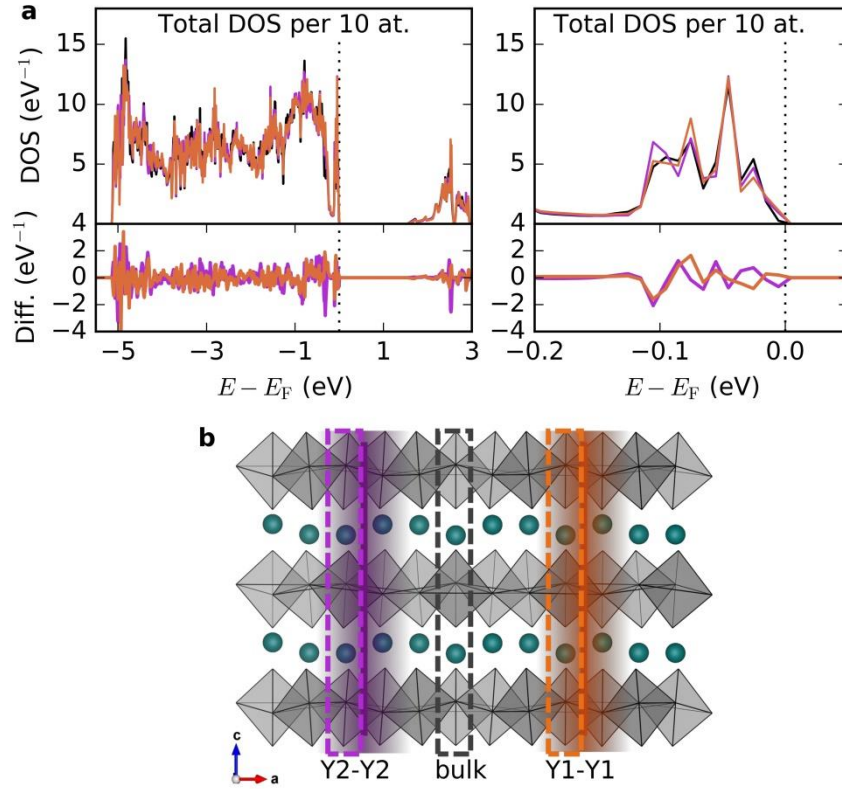 a
Total DOS per 10 at.
Total DOS per 10 at.
DOS (eV⁻¹)
15
10
5
4
15
10
5
4
Diff. (eV⁻¹)
2
0
−2
−4
2
0
−2
−4
−5 −3 −1 1 3
−0.2 −0.1 0.0
E − E_F (eV)
E − E_F (eV)
b
c
a
Y2-Y2
bulk
Y1-Y1